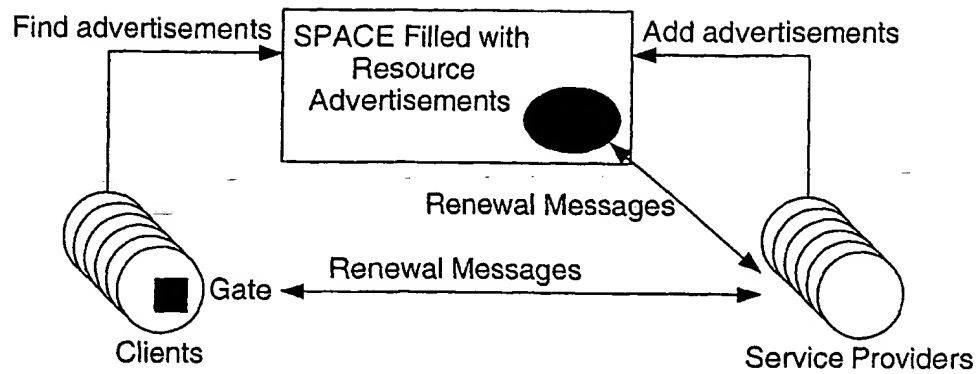 Find advertisements
SPACE Filled with
Resource
Advertisements
Add advertisements
Renewal Messages
Renewal Messages
Gate
Clients
Service Providers